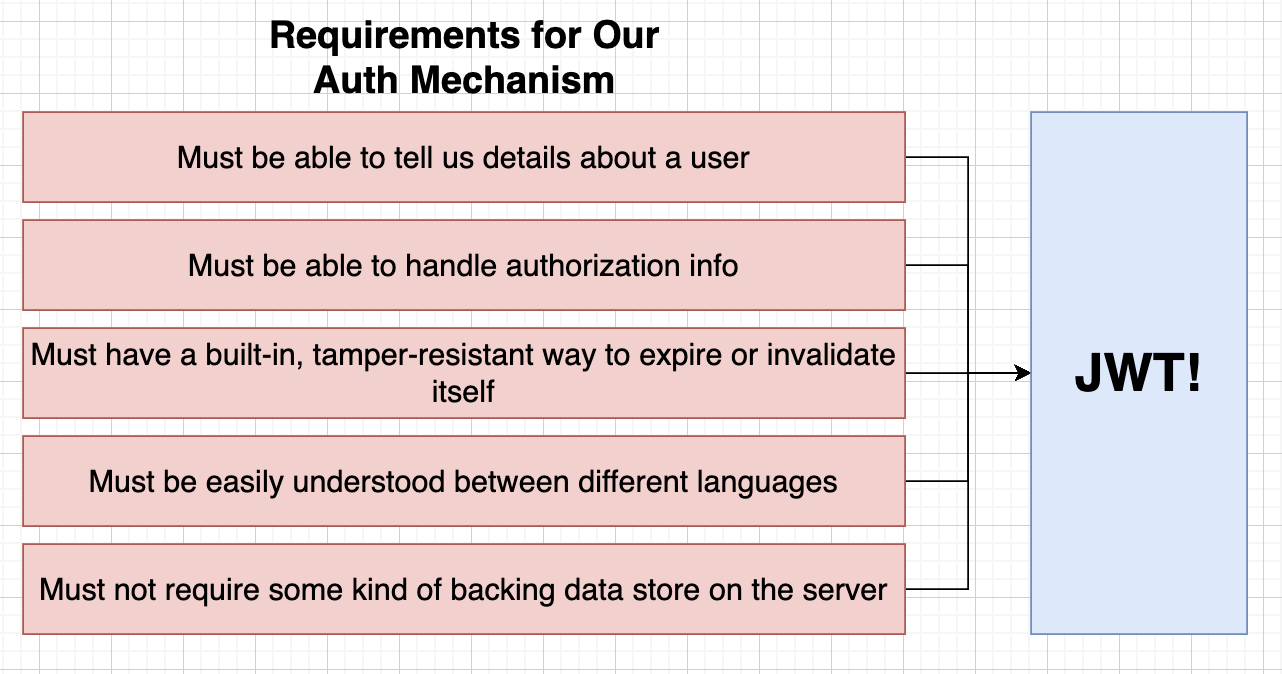 Requirements for Our
Auth Mechanism
Must be able to tell us details about a user
Must be able to handle authorization info
Must have a built-in, tamper-resistant way to expire or invalidate
itself
Must be easily understood between different languages
Must not require some kind of backing data store on the server
JWT!